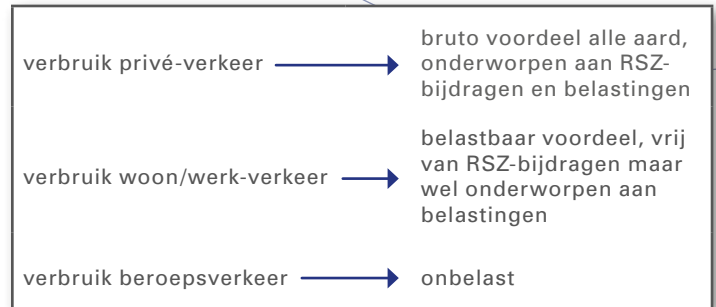 verbruik privé-verkeer
bruto voordeel alle aard,
onderworpen aan RSZ-
bijdragen en belastingen
verbruik woon/werk-verkeer
belastbaar voordeel, vrij
van RSZ-bijdragen maar
wel onderworpen aan
belastingen
verbruik beroepsverkeer
onbelast